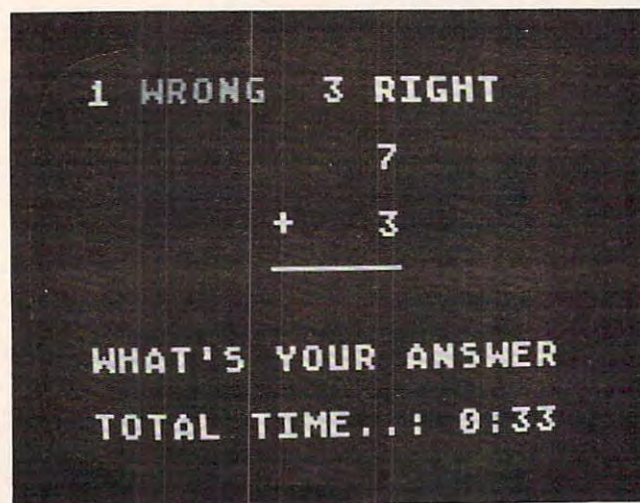 1 WRONG 3 RIGHT
7
+ 3
WHAT'S YOUR ANSWER
TOTAL TIME..: 0:33